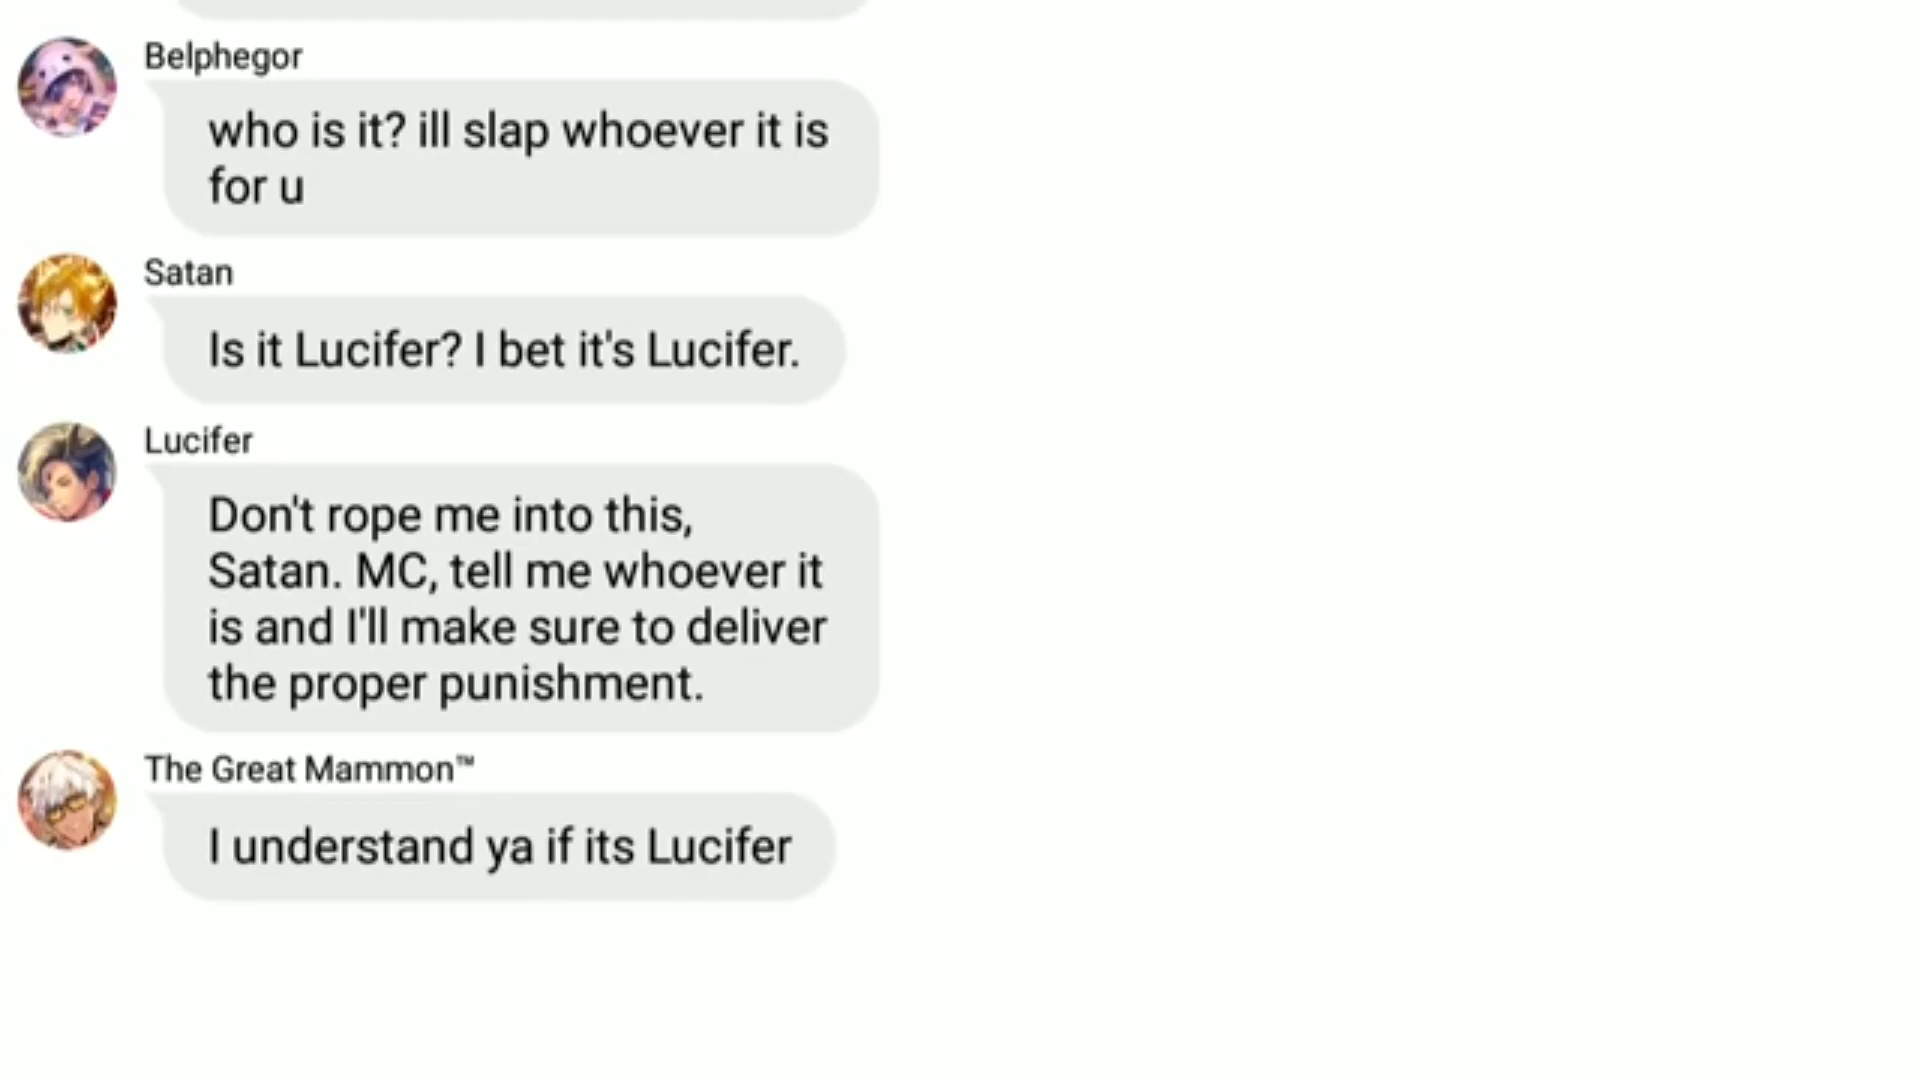 Belphegor
who is it? ill slap whoever it is
for u
Satan
Is it Lucifer? I bet it's Lucifer.
Lucifer
Don't rope me into this,
Satan. MC, tell me whoever it
is and I'll make sure to deliver
the proper punishment.
The Great Mammon™
I understand ya if its Lucifer